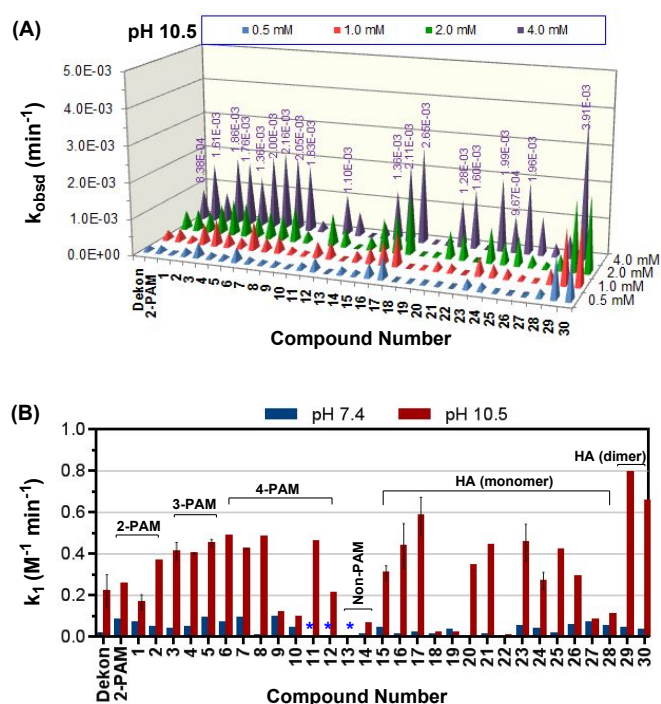 (A)
pH 10.5
0.5 mM 1.0 mM 2.0 mM 4.0 mM
5.0E-03
4.0E-03
3.0E-03
2.0E-03
1.0E-03
0.0E+00
kobsd (min-1)
8.38E-04
1.61E-03
1.86E-03
1.76E-03
1.36E-03
2.00E-03
2.16E-03
2.05E-03
1.83E-03
1.10E-03
1.36E-03
2.11E-03
2.65E-03
1.28E-03
1.60E-03
1.99E-03
9.67E-04
1.96E-03
3.91E-03
4.0 mM
2.0 mM
1.0 mM
0.5 mM
Dekon 2-PAM 1 2 3 4 5 6 7 8 9 10 11 12 13 14 15 16 17 18 19 20 21 22 23 24 25 26 27 28 29 30
Compound Number
(B)
pH 7.4 pH 10.5
1.0
0.8
0.6
0.4
0.2
0.0
k1 (M-1 min-1)
2-PAM
3-PAM
4-PAM
Non-PAM
HA (monomer)
HA (dimer)
* * *
Dekon 2-PAM 1 2 3 4 5 6 7 8 9 10 11 12 13 14 15 16 17 18 19 20 21 22 23 24 25 26 27 28 29 30
Compound Number